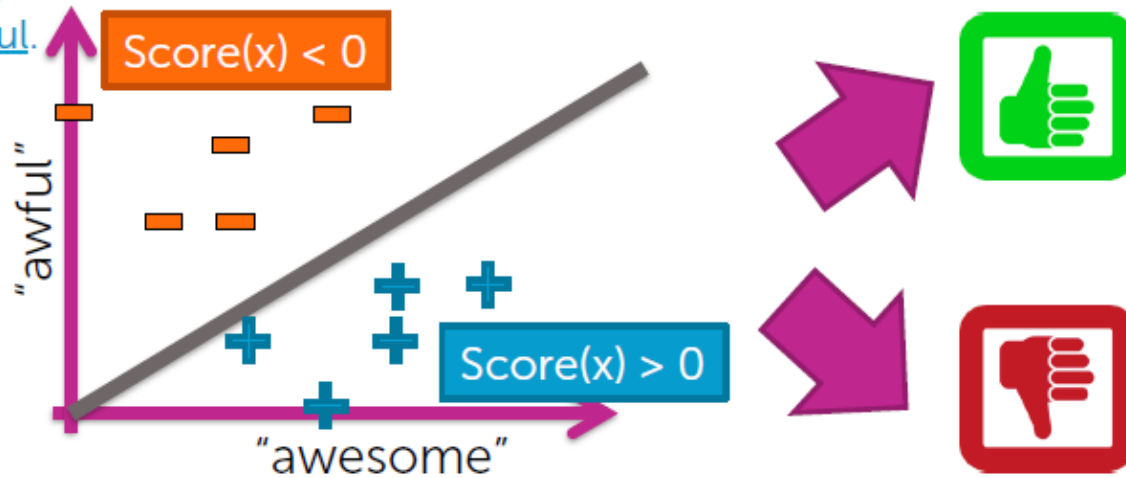 ul.
Score(x) < 0
“awful”
Score(x) > 0
“awesome”